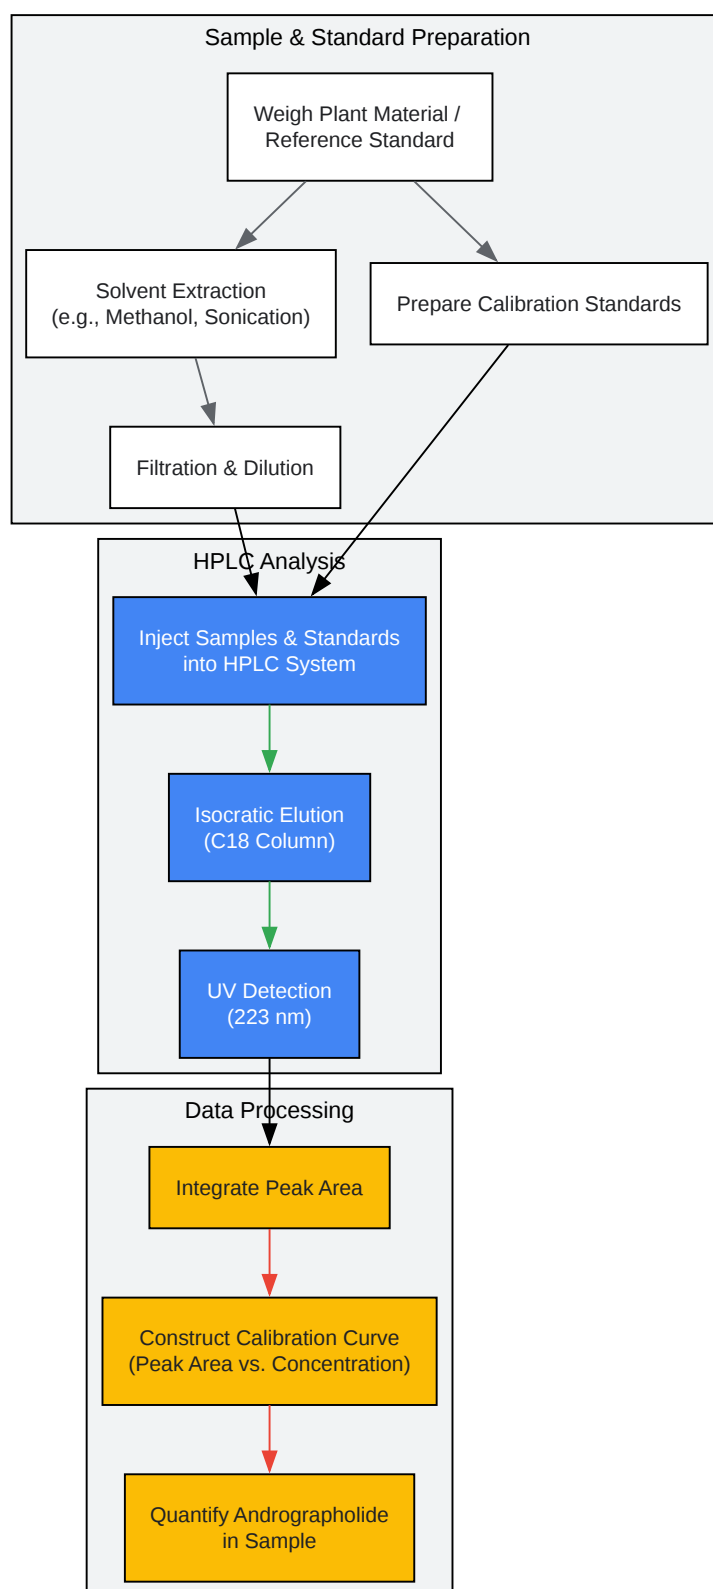 Sample & Standard Preparation
Weigh Plant Material /
Reference Standard
Solvent Extraction
(e.g., Methanol, Sonication)
Prepare Calibration Standards
Filtration & Dilution
HPLC Analysis
Inject Samples & Standards
into HPLC System
Isocratic Elution
(C18 Column)
UV Detection
(223 nm)
Data Processing
Integrate Peak Area
Construct Calibration Curve
(Peak Area vs. Concentration)
Quantify Andrographolide
in Sample